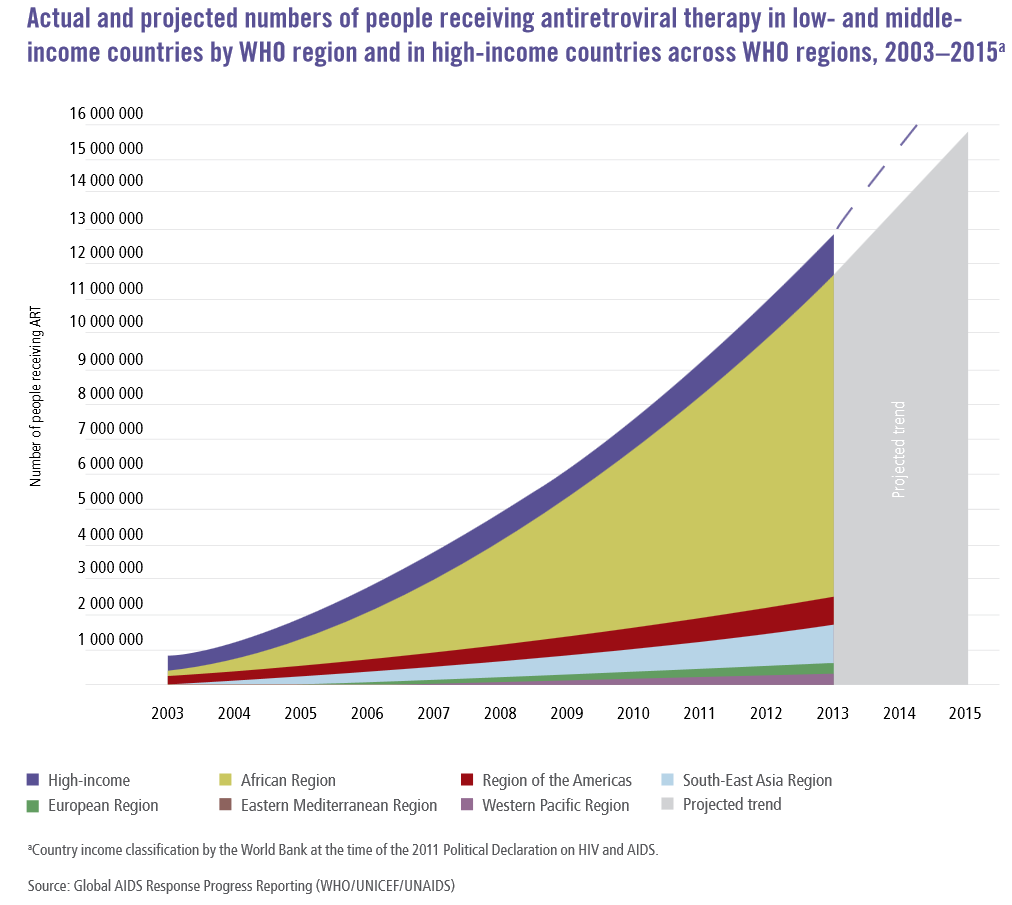 Actual and projected numbers of people receiving antiretroviral therapy in low- and middle-
income countries by WHO region and in high-income countries across WHO regions, 2003–2015ª
16 000 000
15 000 000
14 000 000
13 000 000
12 000 000
11 000 000
10 000 000
9 000 000
8 000 000
7 000 000
6 000 000
5 000 000
4 000 000
3 000 000
2 000 000
1 000 000
Number of people receiving ART
Projected trend
2003 2004 2005 2006 2007 2008 2009 2010 2011 2012 2013 2014 2015
High-income African Region Region of the Americas South-East Asia Region
European Region Eastern Mediterranean Region Western Pacific Region Projected trend
ªCountry income classification by the World Bank at the time of the 2011 Political Declaration on HIV and AIDS.
Source: Global AIDS Response Progress Reporting (WHO/UNICEF/UNAIDS)